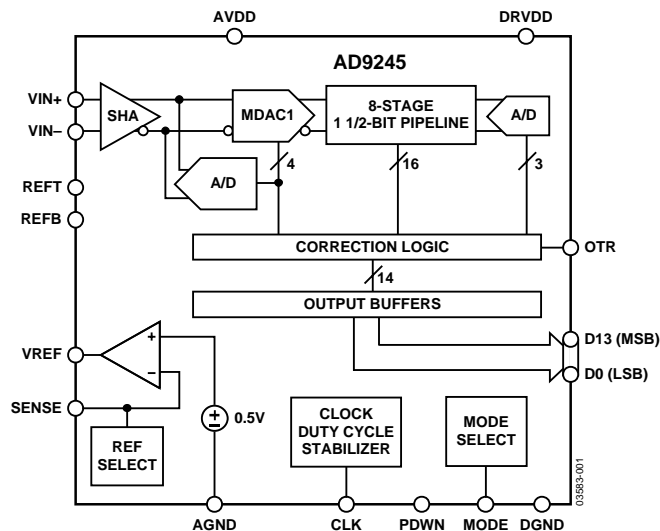 AVDD
DRVDD
AD9245
VIN+
SHA
MDAC1
8-STAGE
1 1/2-BIT PIPELINE
A/D
VIN–
A/D
4
16
3
REFT
REFB
CORRECTION LOGIC
OTR
14
OUTPUT BUFFERS
D13 (MSB)
VREF
+
–
D0 (LSB)
SENSE
0.5V
REF
SELECT
CLOCK
DUTY CYCLE
STABILIZER
MODE
SELECT
03583-001
AGND
CLK
PDWN
MODE
DGND